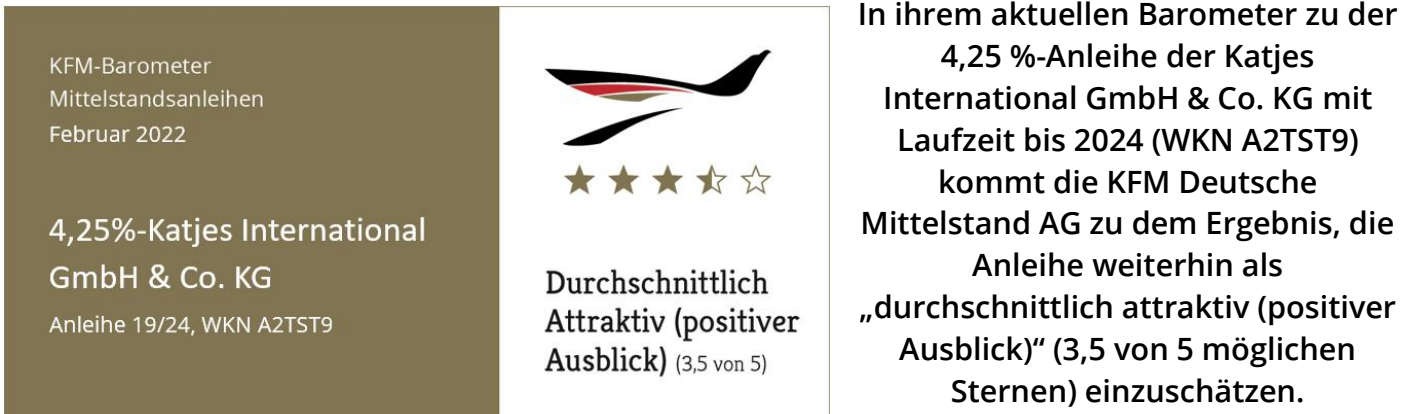 KFM-Barometer
Mittelstandsanleihen
Februar 2022
4,25%-Katjes International
GmbH & Co. KG
Anleihe 19/24, WKN A2TST9
Durchschnittlich
Attraktiv (positiver
Ausblick) (3,5 von 5)
In ihrem aktuellen Barometer zu der
4,25 %-Anleihe der Katjes
International GmbH & Co. KG mit
Laufzeit bis 2024 (WKN A2TST9)
kommt die KFM Deutsche
Mittelstand AG zu dem Ergebnis, die
Anleihe weiterhin als
„durchschnittlich attraktiv (positiver
Ausblick)“ (3,5 von 5 möglichen
Sternen) einzuschätzen.